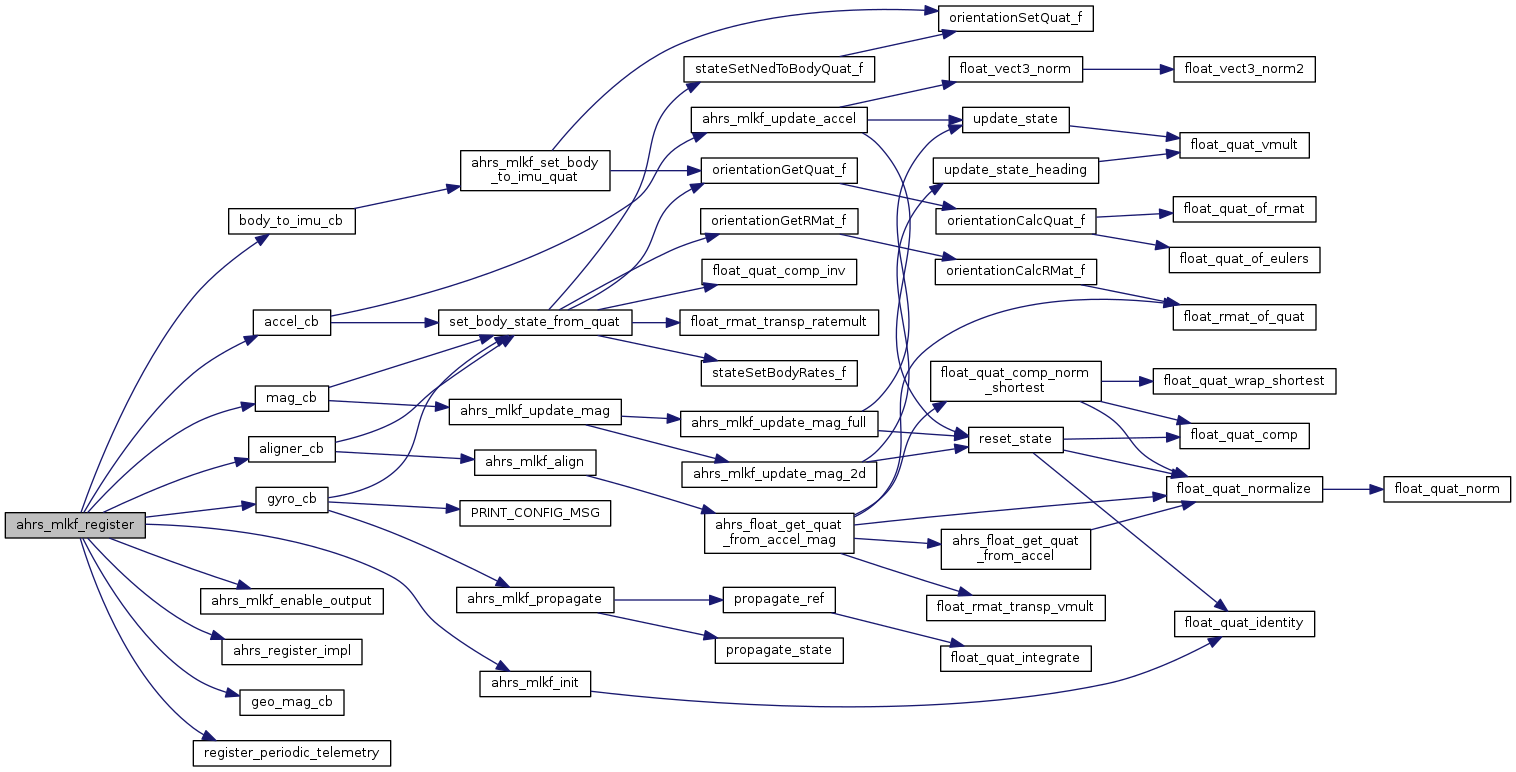 ahrs_mlkf_register
body_to_imu_cb
accel_cb
mag_cb
aligner_cb
gyro_cb
ahrs_mlkf_enable_output
ahrs_register_impl
geo_mag_cb
register_periodic_telemetry
ahrs_mlkf_set_body
_to_imu_quat
set_body_state_from_quat
ahrs_mlkf_update_mag
ahrs_mlkf_align
PRINT_CONFIG_MSG
ahrs_mlkf_propagate
ahrs_mlkf_init
stateSetNedToBodyQuat_f
ahrs_mlkf_update_accel
orientationGetQuat_f
orientationGetRMat_f
float_quat_comp_inv
float_rmat_transp_ratemult
stateSetBodyRates_f
ahrs_mlkf_update_mag_full
ahrs_mlkf_update_mag_2d
ahrs_float_get_quat
_from_accel_mag
propagate_ref
propagate_state
orientationSetQuat_f
float_vect3_norm
update_state
update_state_heading
orientationCalcQuat_f
orientationCalcRMat_f
float_quat_comp_norm
_shortest
reset_state
ahrs_float_get_quat
_from_accel
float_rmat_transp_vmult
float_quat_integrate
float_vect3_norm2
float_quat_vmult
float_quat_of_rmat
float_quat_of_eulers
float_rmat_of_quat
float_quat_wrap_shortest
float_quat_comp
float_quat_normalize
float_quat_identity
float_quat_norm